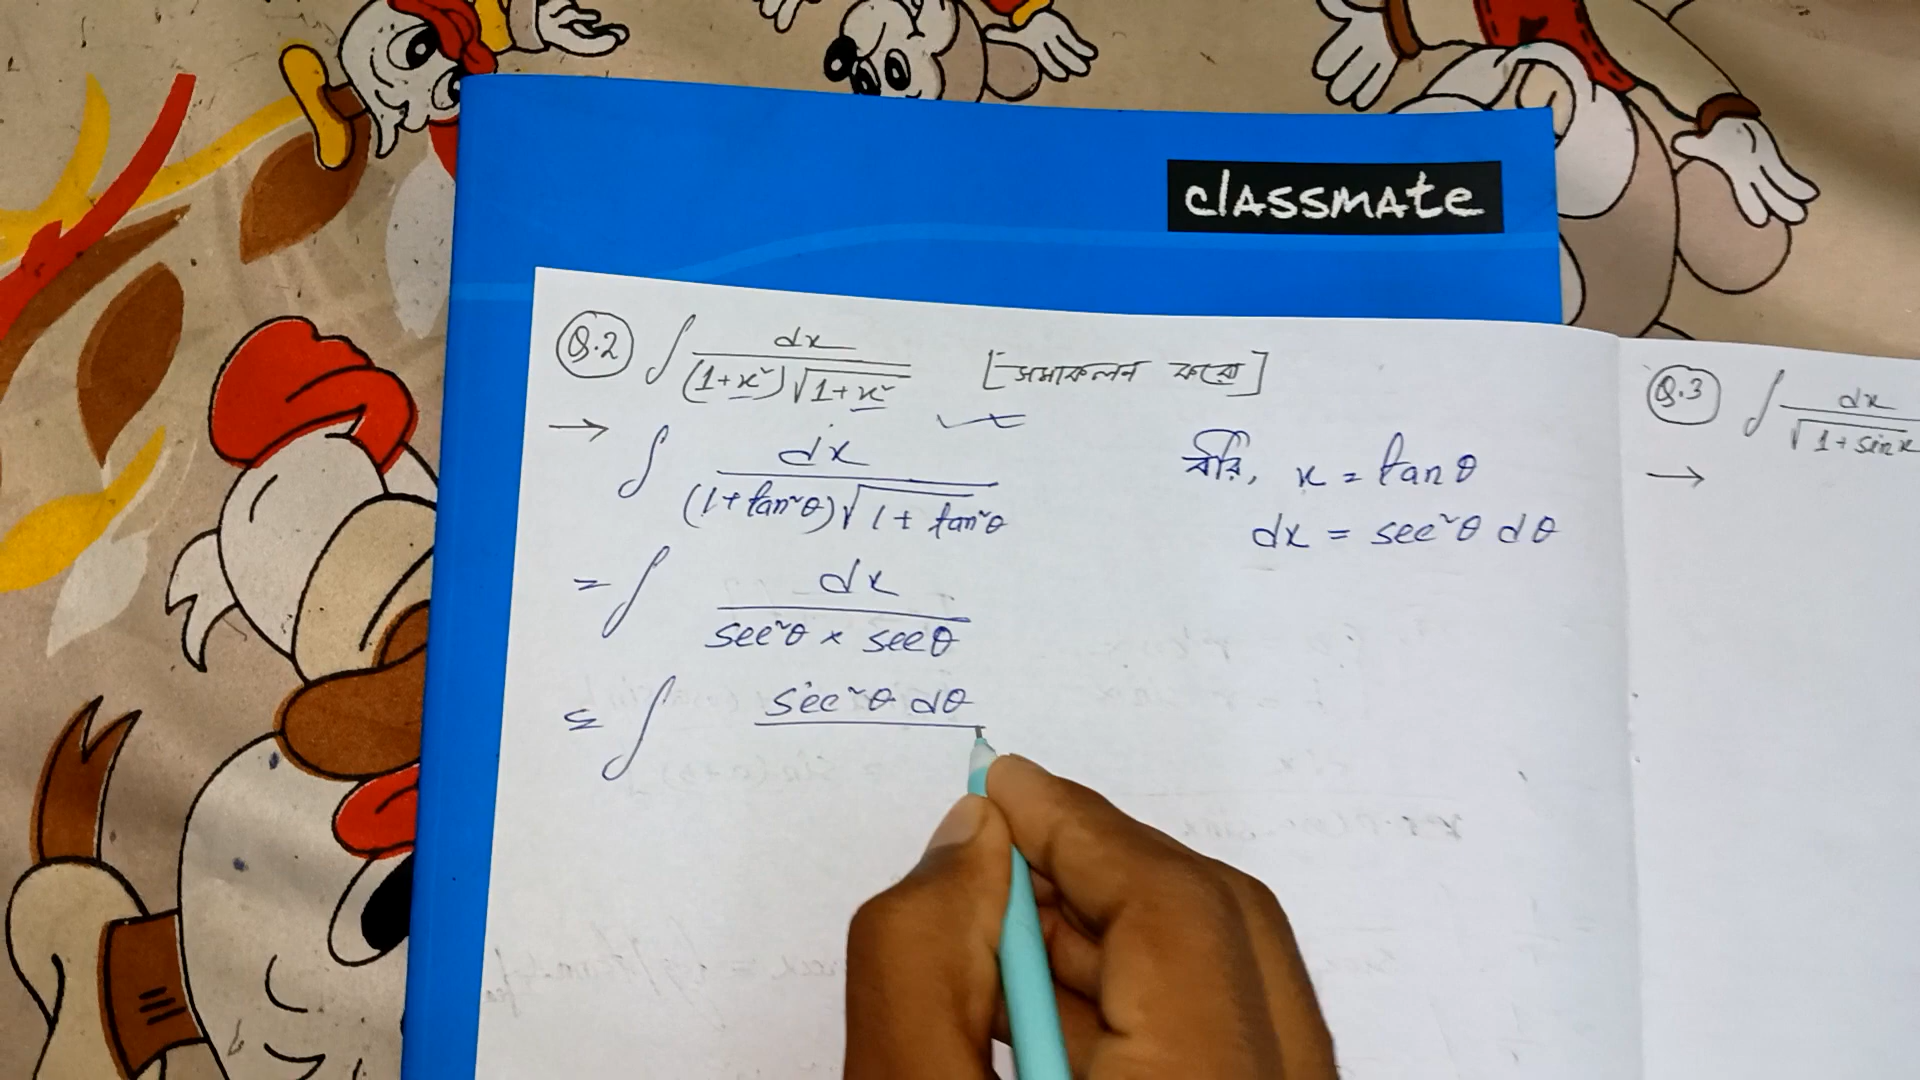 classmate
Q.2 ∫ dx / (1+x²)√1+x² [সমাকলন করো]
→ ∫ dx / (1+tan²θ)√1+tan²θ
ধরি, x = tanθ
dx = sec²θ dθ
= ∫ dx / sec²θ × secθ
= ∫ sec²θ dθ
Q.3 ∫ dx / √1+sinx
→